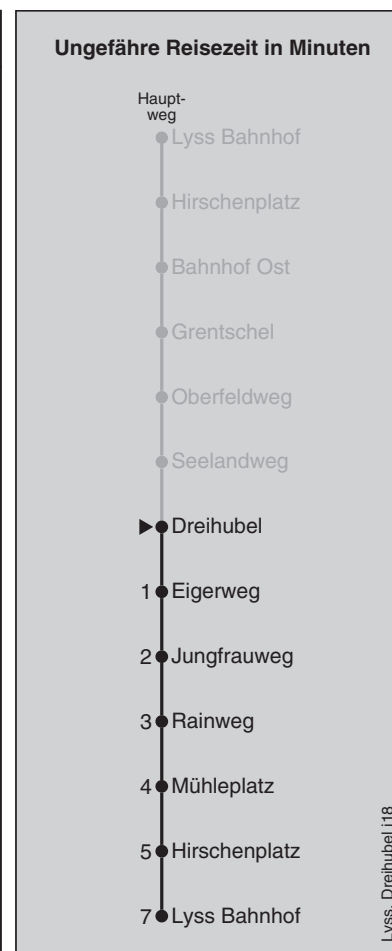 Ungefähre Reisezeit in Minuten
Haupt-
weg
Lyss Bahnhof
Hirschenplatz
Bahnhof Ost
Grentschel
Oberfeldweg
Seelandweg
Dreihubel
1 Eigerweg
2 Jungfrauweg
3 Rainweg
4 Mühleplatz
5 Hirschenplatz
7 Lyss Bahnhof
Lyss, Dreihubel j18